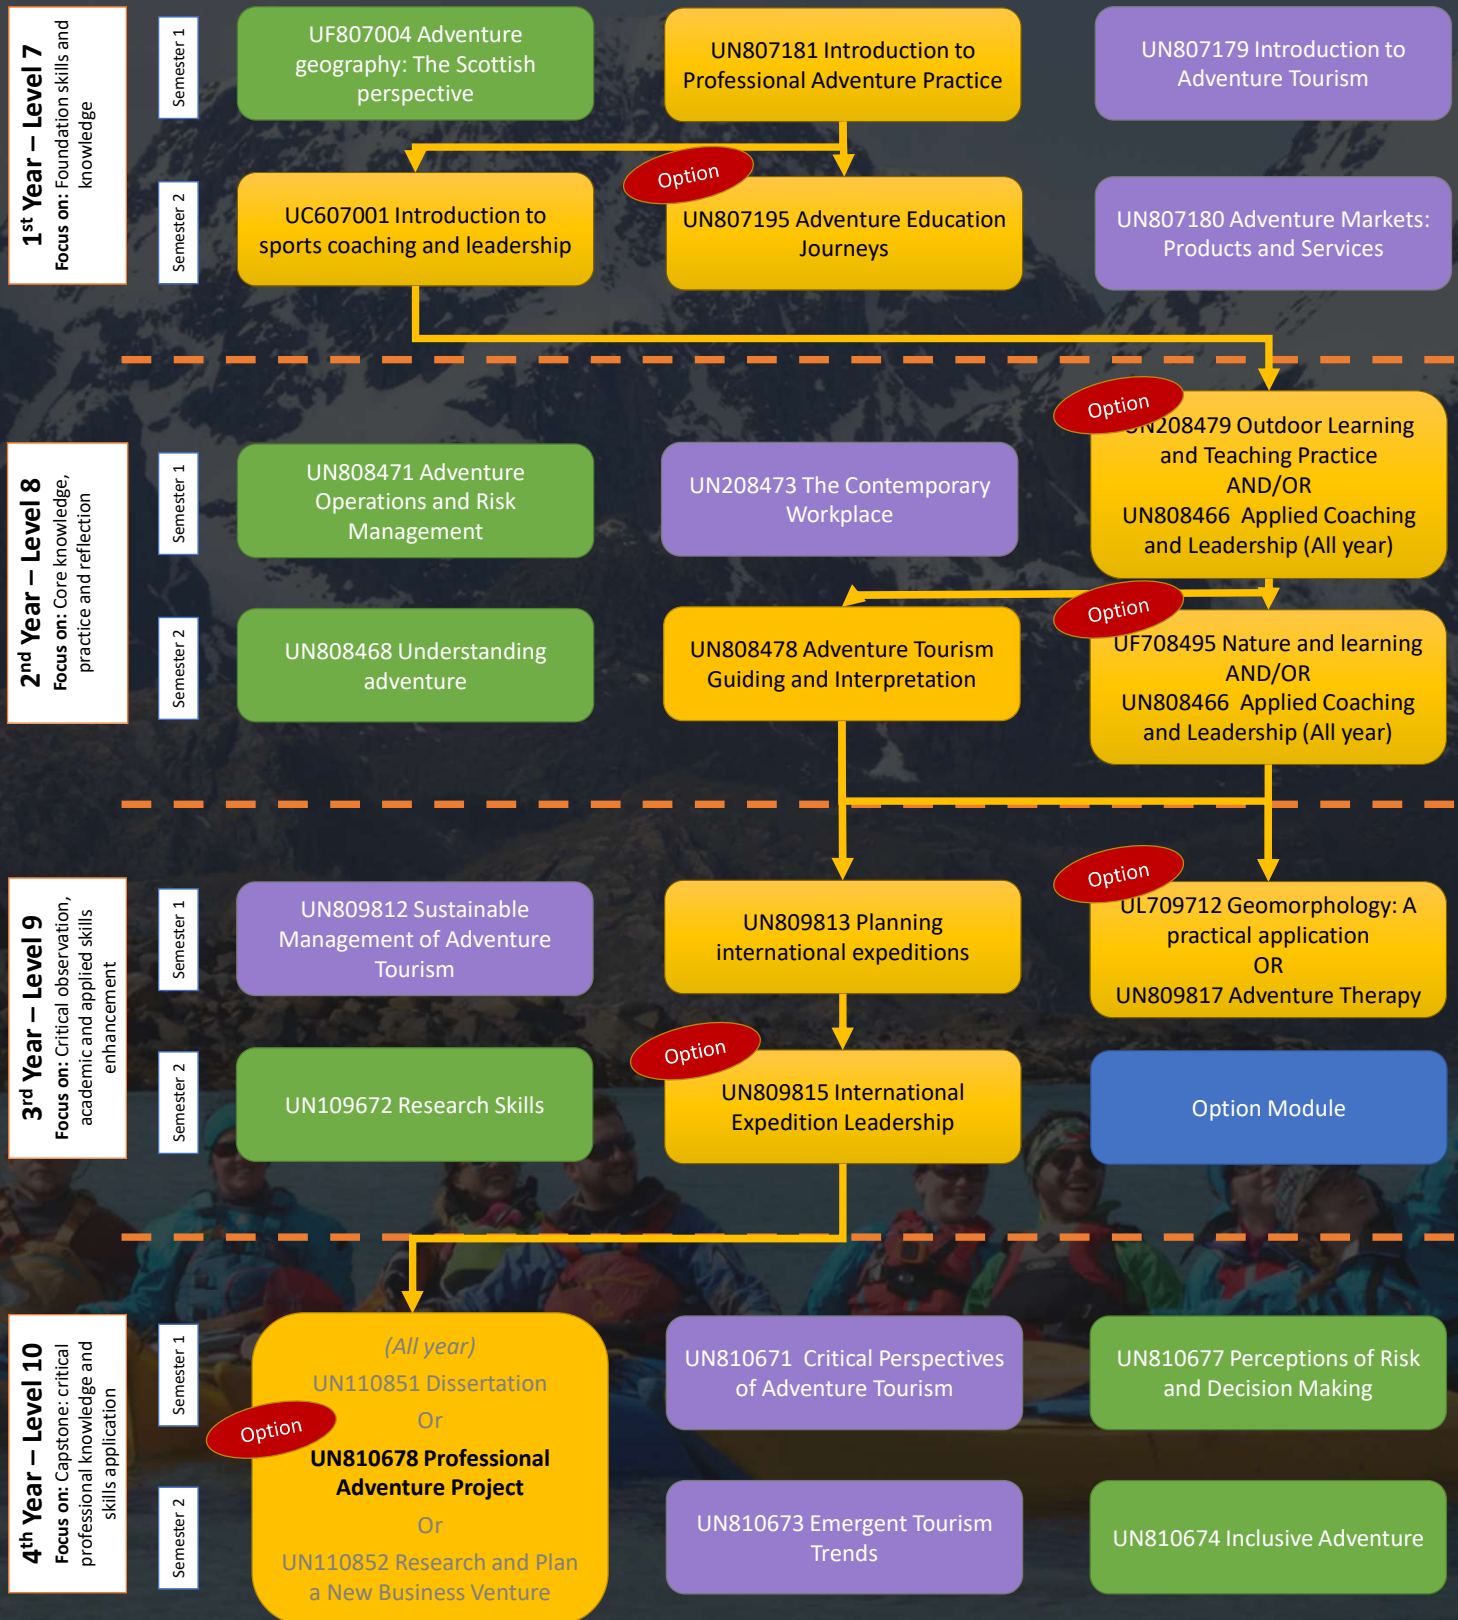 1st Year – Level 7
Focus on: Foundation skills and
knowledge
Semester 1
UF807004 Adventure
geography: The Scottish
perspective
UN807181 Introduction to
Professional Adventure Practice
UN807179 Introduction to
Adventure Tourism
Semester 2
UC607001 Introduction to
sports coaching and leadership
Option
UN807195 Adventure Education
Journeys
UN807180 Adventure Markets:
Products and Services
2nd Year – Level 8
Focus on: Core knowledge,
practice and reflection
Semester 1
UN808471 Adventure
Operations and Risk
Management
UN208473 The Contemporary
Workplace
Option
UN208479 Outdoor Learning
and Teaching Practice
AND/OR
UN808466  Applied Coaching
and Leadership (All year)
Semester 2
UN808468 Understanding
adventure
UN808478 Adventure Tourism
Guiding and Interpretation
Option
UF708495 Nature and learning
AND/OR
UN808466  Applied Coaching
and Leadership (All year)
3rd Year – Level 9
Focus on: Critical observation,
academic and applied skills
enhancement
Semester 1
UN809812 Sustainable
Management of Adventure
Tourism
UN809813 Planning
international expeditions
Option
UL709712 Geomorphology: A
practical application
OR
UN809817 Adventure Therapy
Semester 2
UN109672 Research Skills
Option
UN809815 International
Expedition Leadership
Option Module
4th Year – Level 10
Focus on: Capstone: critical
professional knowledge and
skills application
Semester 1
(All year)
UN110851 Dissertation
Or
Option
UN810678 Professional
Adventure Project
Or
UN110852 Research and Plan
a New Business Venture
UN810671  Critical Perspectives
of Adventure Tourism
UN810677 Perceptions of Risk
and Decision Making
Semester 2
UN810673 Emergent Tourism
Trends
UN810674 Inclusive Adventure